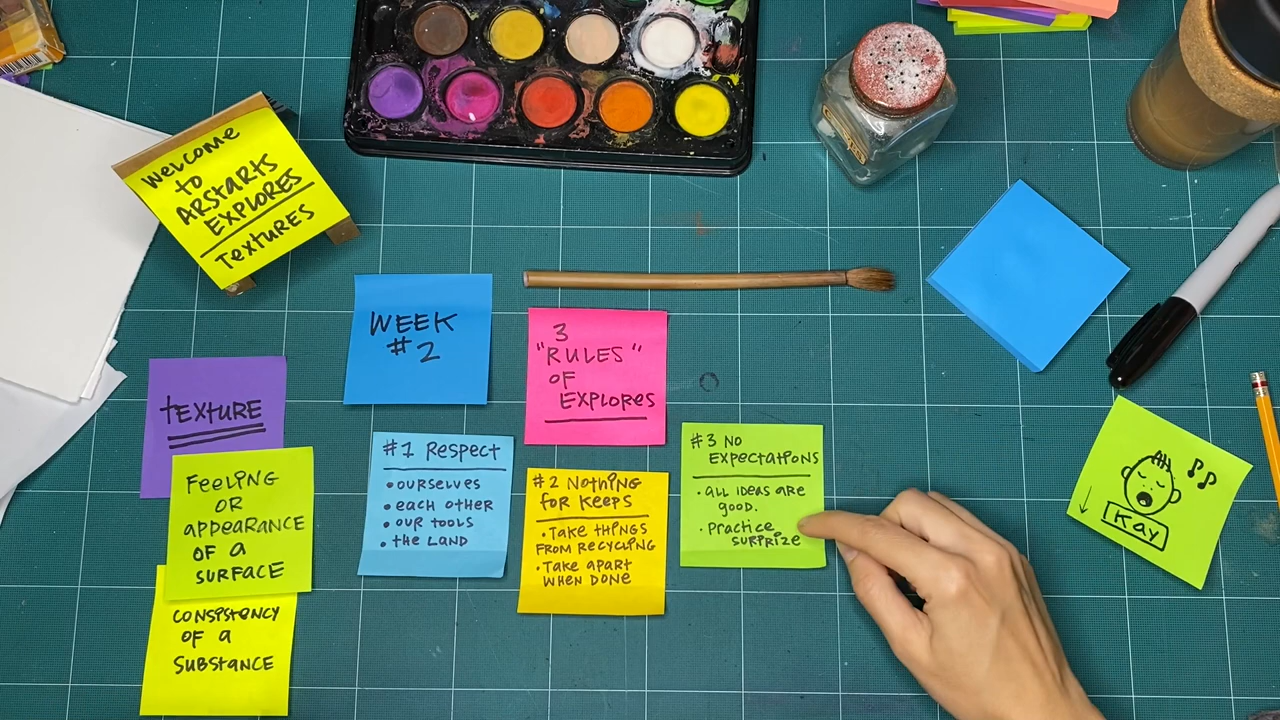 Welcome
to
ARSTARTS
EXPLORES
TEXTURES
WEEK
#2
3
"RULES"
OF
EXPLORES
TEXTURE
FEELING
OR
APPEARANCE
OF A
SURFACE
CONSISTENCY
OF A
SUBSTANCE
#1 Respect
• OURSELVES
• EACH OTHER
• OUR TOOLS
• THE LAND
#2 NOTHING
for KEEPS
• TAKE THINGS
FROM RECYCLING
• TAKE APART
WHEN DONE
#3 NO
EXPECTATIONS
• ALL IDEAS ARE
GOOD.
• PRACTICE
SURPRIZE
KAY